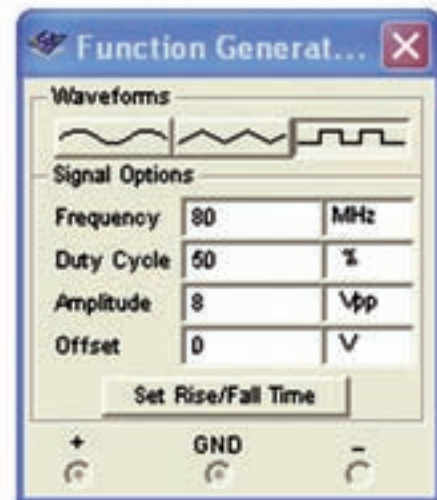 Function Generat...
Waveforms
Signal Options
Frequency 80 MHz
Duty Cycle 50 %
Amplitude 8 Vpp
Offset 0 V
Set Rise/Fall Time
+ GND -